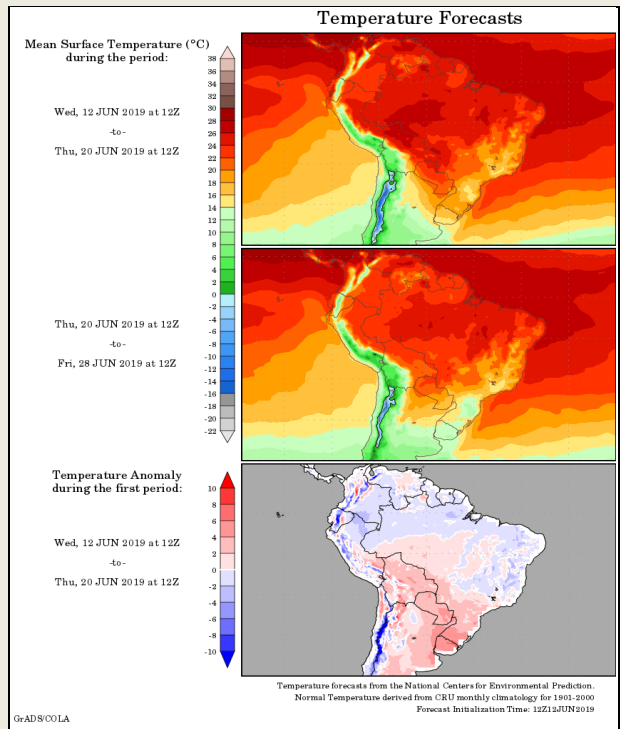 Temperature Forecasts
Mean Surface Temperature (°C)
during the period:
Wed, 12 JUN 2019 at 12Z
-to-
Thu, 20 JUN 2019 at 12Z
38
36
34
32
30
28
26
24
22
20
18
16
14
12
10
8
6
4
2
0
-2
-4
-6
-8
-10
-12
-14
-16
-18
-20
-22
Thu, 20 JUN 2019 at 12Z
-to-
Fri, 28 JUN 2019 at 12Z
Temperature Anomaly
during the first period:
Wed, 12 JUN 2019 at 12Z
-to-
Thu, 20 JUN 2019 at 12Z
10
8
6
4
2
0
-2
-4
-6
-8
-10
Temperature forecasts from the National Centers for Environmental Prediction.
Normal Temperature derived from CRU monthly climatology for 1901-2000
Forecast Initialization Time: 12Z12JUN2019
GrADS/COLA